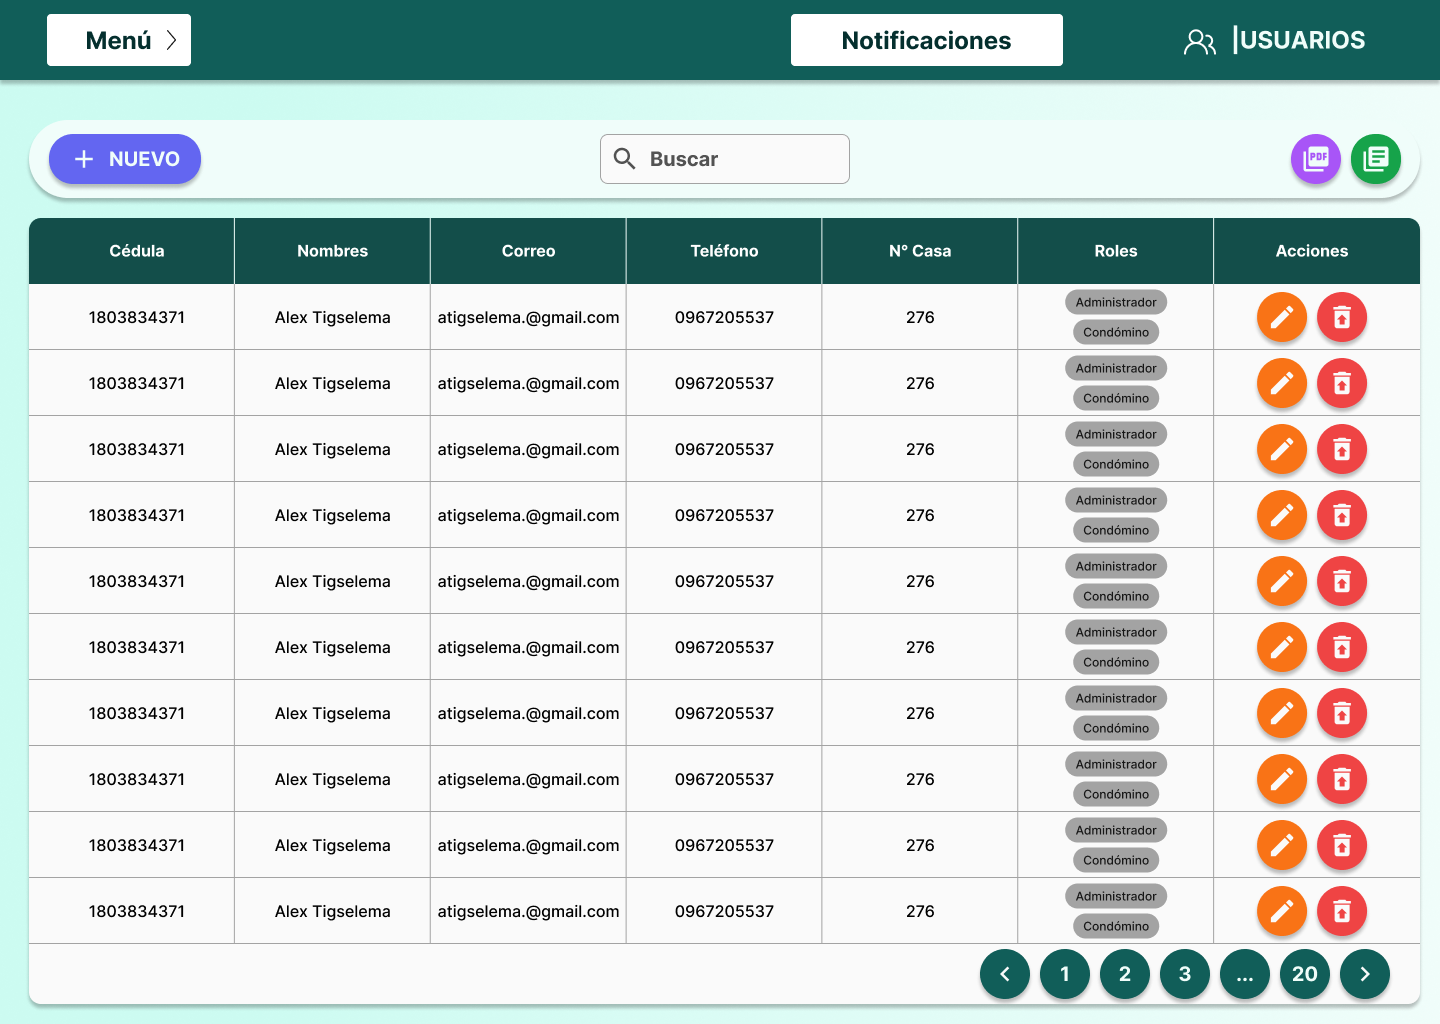 Menú Notificaciones |USUARIOS
NUEVO Buscar PDF
Cédula Nombres Correo Teléfono N° Casa Roles Acciones
1803834371 Alex Tigselema atigselema.@gmail.com 0967205537 276 Administrador
Condómino
1803834371 Alex Tigselema atigselema.@gmail.com 0967205537 276 Administrador
Condómino
1803834371 Alex Tigselema atigselema.@gmail.com 0967205537 276 Administrador
Condómino
1803834371 Alex Tigselema atigselema.@gmail.com 0967205537 276 Administrador
Condómino
1803834371 Alex Tigselema atigselema.@gmail.com 0967205537 276 Administrador
Condómino
1803834371 Alex Tigselema atigselema.@gmail.com 0967205537 276 Administrador
Condómino
1803834371 Alex Tigselema atigselema.@gmail.com 0967205537 276 Administrador
Condómino
1803834371 Alex Tigselema atigselema.@gmail.com 0967205537 276 Administrador
Condómino
1803834371 Alex Tigselema atigselema.@gmail.com 0967205537 276 Administrador
Condómino
1803834371 Alex Tigselema atigselema.@gmail.com 0967205537 276 Administrador
Condómino
1 2 3 ... 20